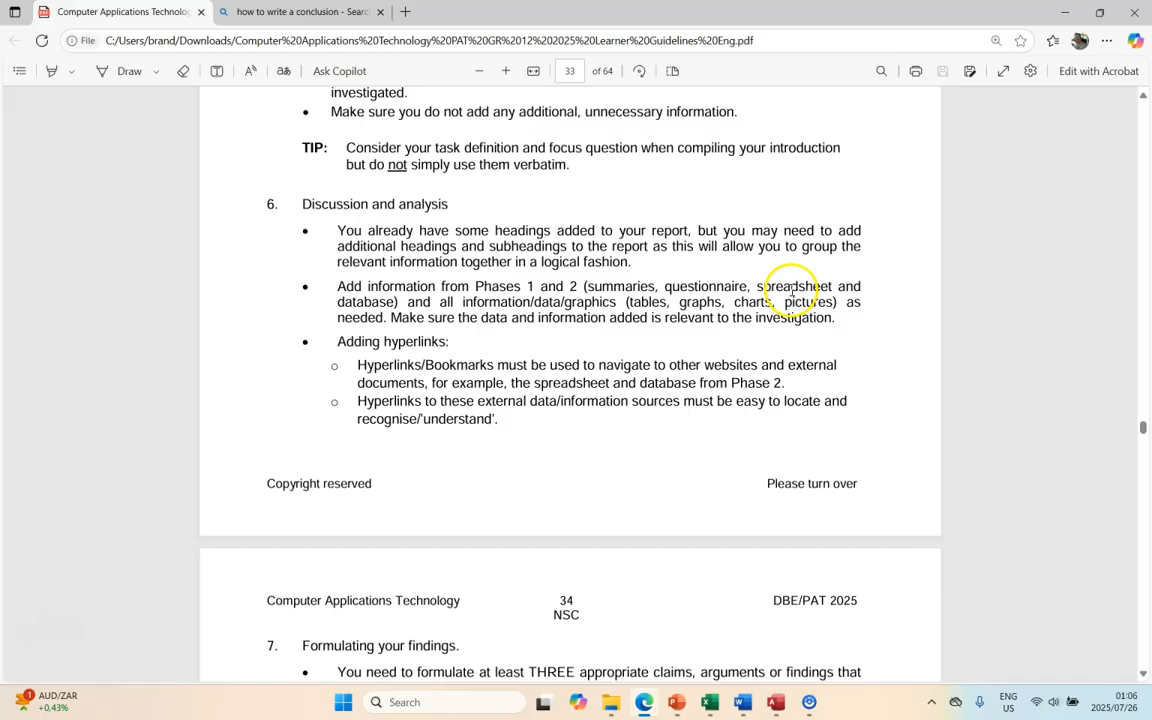 Computer Applications Technolo
how to write a conclusion - Searc
File
C:/Users/brand/Downloads/Computer%20Applications%20Technology%20PAT%20GR%2012%202025%20Learner%20Guidelines%20Eng.pdf
Draw
Ask Copilot
33
of 64
Edit with Acrobat
investigated.
• Make sure you do not add any additional, unnecessary information.
TIP: Consider your task definition and focus question when compiling your introduction
but do not simply use them verbatim.
6. Discussion and analysis
• You already have some headings added to your report, but you may need to add
additional headings and subheadings to the report as this will allow you to group the
relevant information together in a logical fashion.
• Add information from Phases 1 and 2 (summaries, questionnaire, spreadsheet and
database) and all information/data/graphics (tables, graphs, charts, pictures) as
needed. Make sure the data and information added is relevant to the investigation.
• Adding hyperlinks:
o Hyperlinks/Bookmarks must be used to navigate to other websites and external
documents, for example, the spreadsheet and database from Phase 2.
o Hyperlinks to these external data/information sources must be easy to locate and
recognise/'understand'.
Copyright reserved
Please turn over
Computer Applications Technology
34
DBE/PAT 2025
NSC
7. Formulating your findings.
• You need to formulate at least THREE appropriate claims, arguments or findings that
1
AUD/ZAR
+0,43%
Search
ENG
US
01:06
2025/07/26